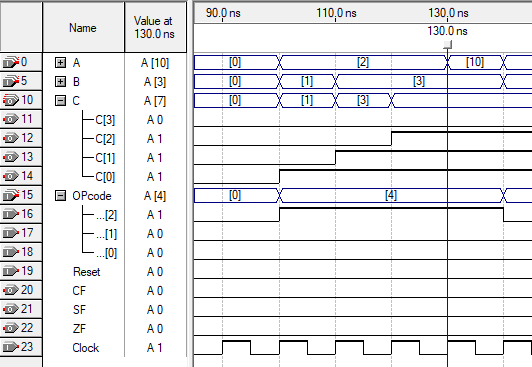 Name Value at 130.0 ns 90.0 ns 110.0 ns 130.0 ns
130.0 ns
0 A A [10] [0] [2] [10]
5 B A [3] [0] [1] [3]
10 C A [7] [0] [1] [3]
11 C[3] A 0
12 C[2] A 1
13 C[1] A 1
14 C[0] A 1
15 OPcode A [4] [0] [4]
16 ...[2] A 1
17 ...[1] A 0
18 ...[0] A 0
19 Reset A 0
20 CF A 0
21 SF A 0
22 ZF A 0
23 Clock A 1